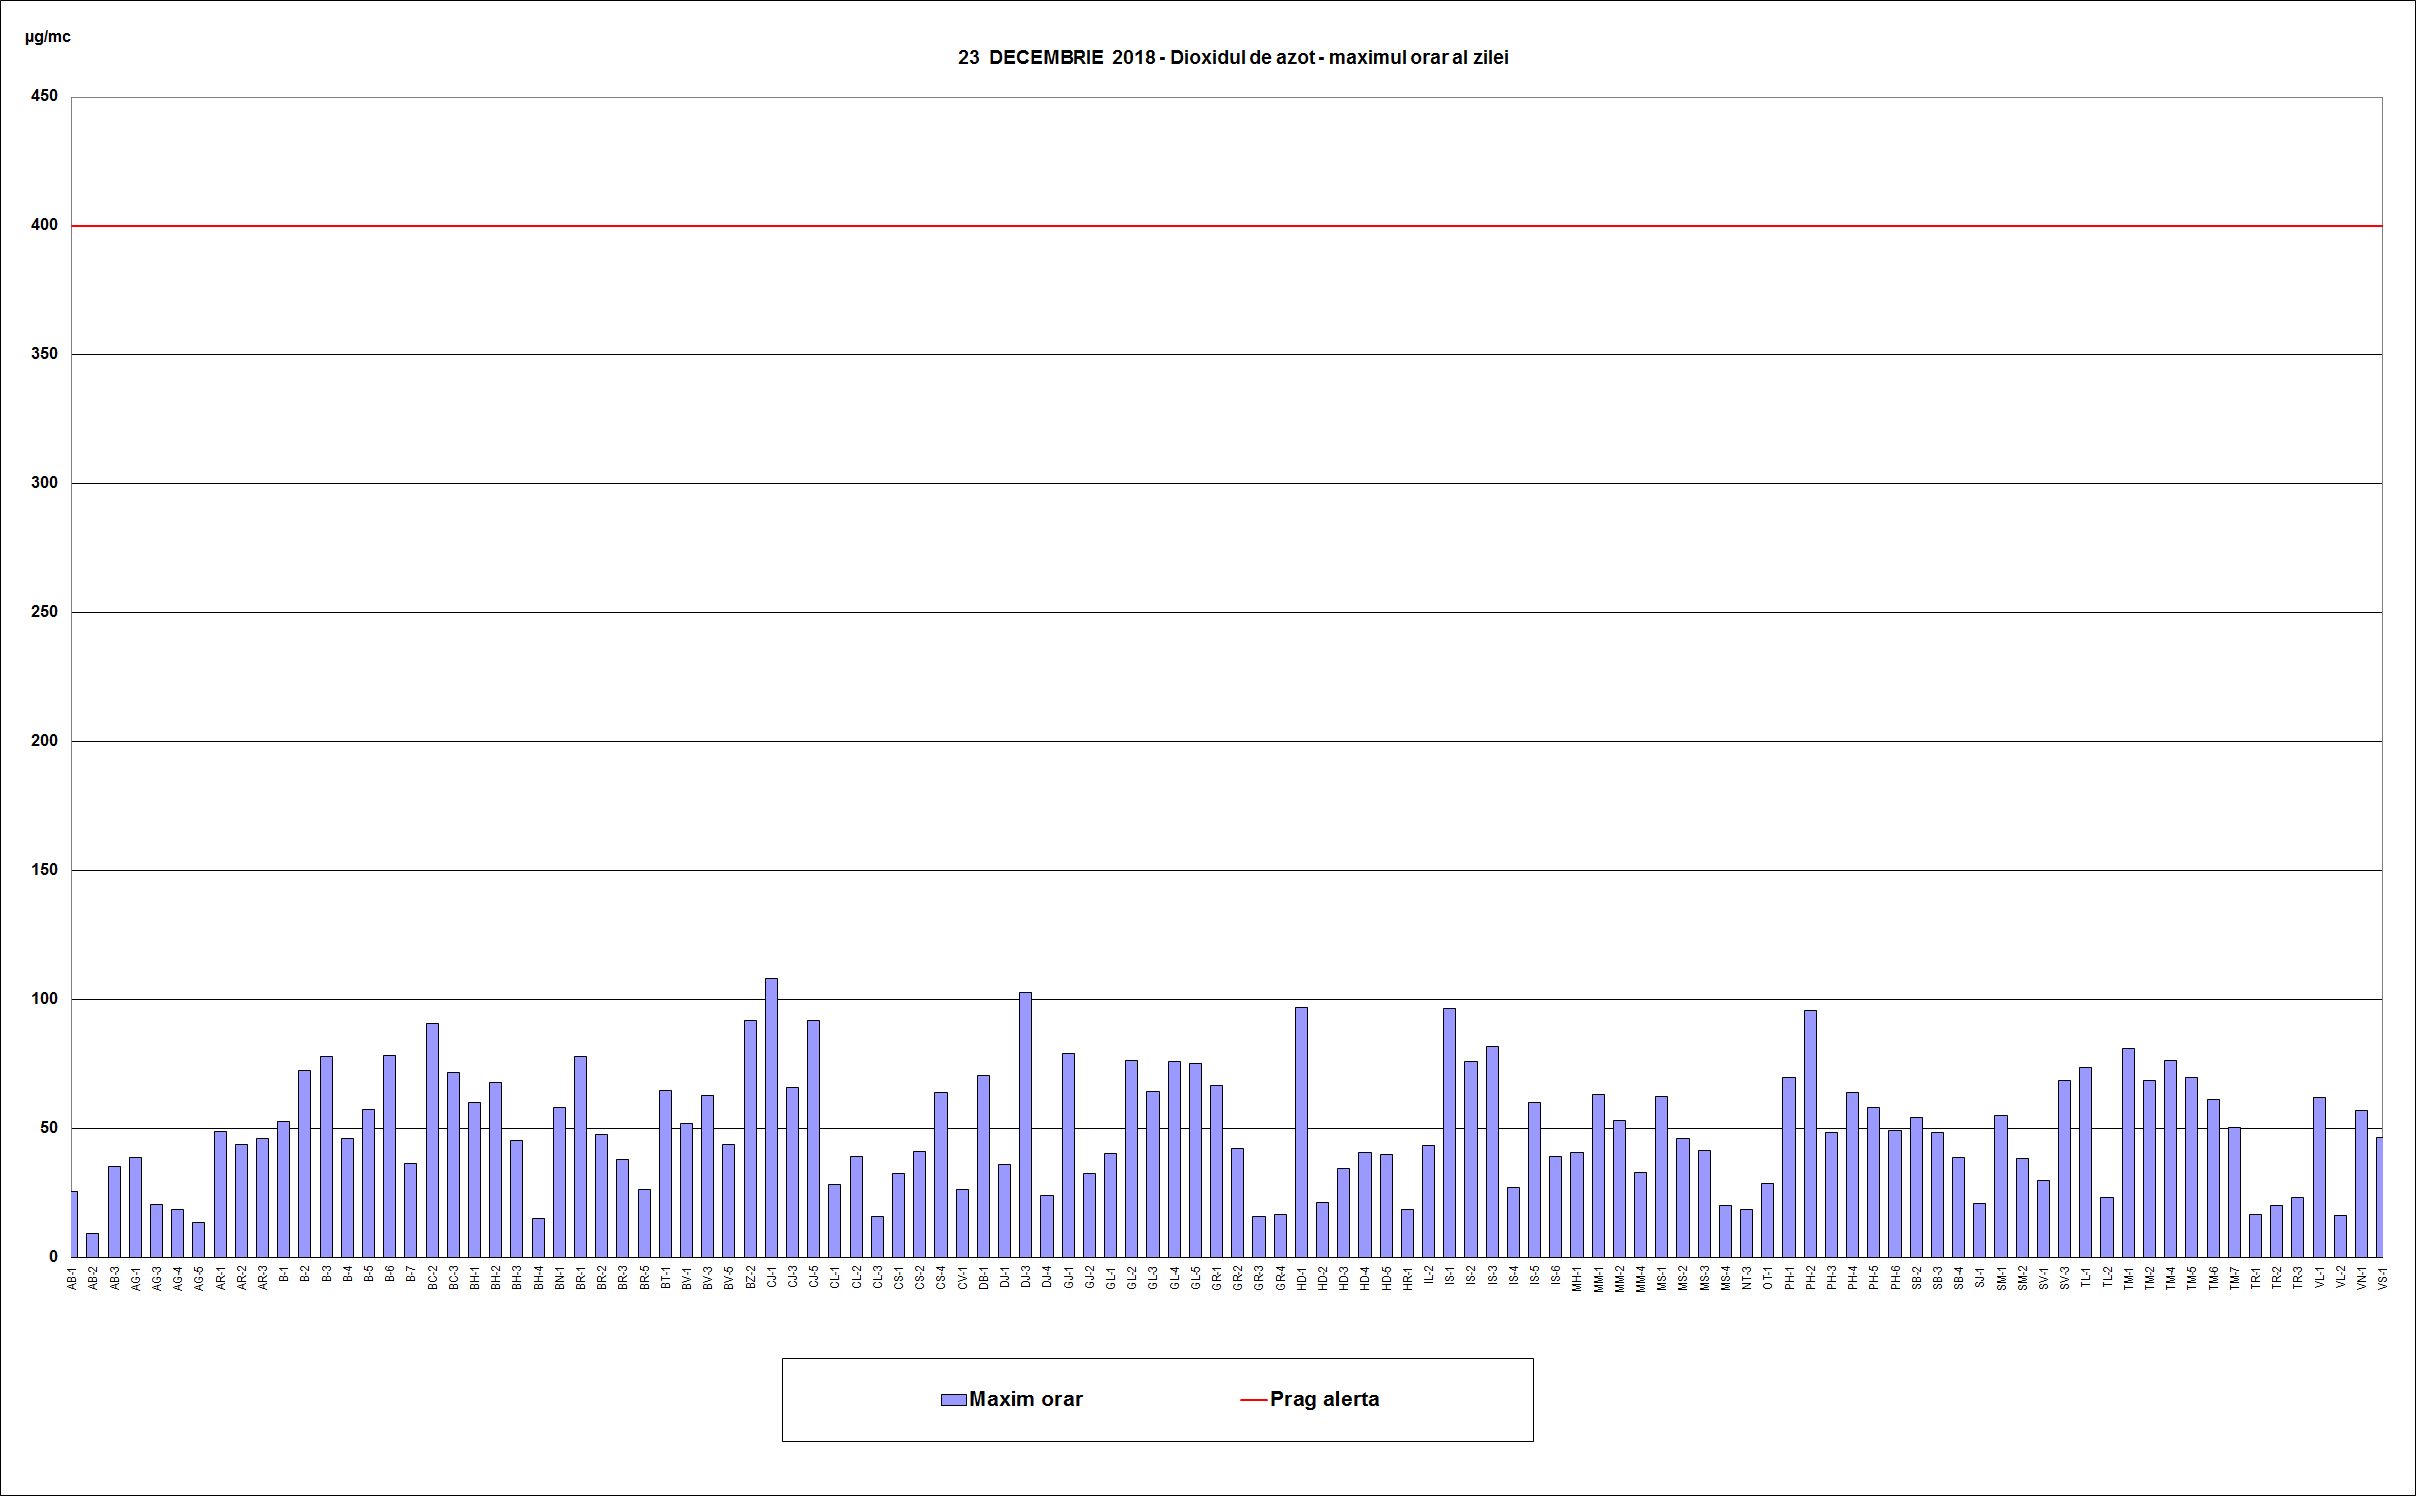 µg/mc
23 DECEMBRIE 2018 - Dioxidul de azot - maximul orar al zilei
450
400
350
300
250
200
150
100
50
0
AB-1 AB-2 AB-3 AG-1 AG-3 AG-4 AG-5 AR-1 AR-2 AR-3 B-1 B-2 B-3 B-4 B-5 B-6 B-7 BC-2 BC-3 BH-1 BH-2 BH-3 BH-4 BN-1 BR-1 BR-2 BR-3 BR-5 BT-1 BV-1 BV-3 BV-5 BZ-2 CJ-1 CJ-3 CJ-5 CL-1 CL-2 CL-3 CS-1 CS-2 CS-4 CV-1 DB-1 DJ-1 DJ-3 DJ-4 GJ-1 GJ-2 GL-1 GL-2 GL-3 GL-4 GL-5 GR-1 GR-2 GR-3 GR-4 HD-1 HD-2 HD-3 HD-4 HD-5 HR-1 IL-2 IS-1 IS-2 IS-3 IS-4 IS-5 IS-6 MH-1 MM-1 MM-2 MM-4 MS-1 MS-2 MS-3 MS-4 NT-3 OT-1 PH-1 PH-2 PH-3 PH-4 PH-5 PH-6 SB-2 SB-3 SB-4 SJ-1 SM-1 SM-2 SV-1 SV-3 TL-1 TL-2 TM-1 TM-2 TM-4 TM-5 TM-6 TM-7 TR-1 TR-2 TR-3 VL-1 VL-2 VN-1 VS-1
Maxim orar Prag alerta